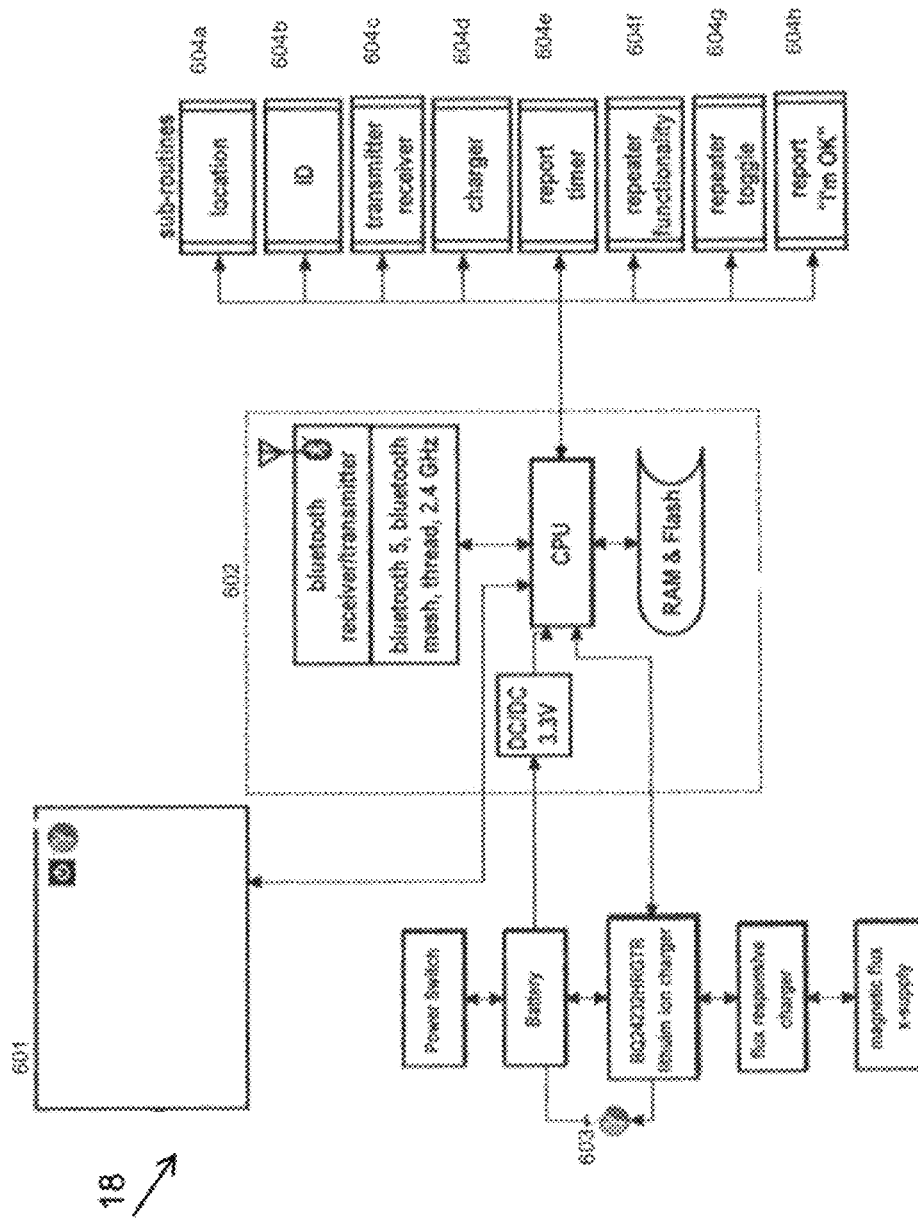 18
601
602
bluetooth
receiver/transmitter
bluetooth 5, bluetooth
mesh, thread, 2.4 GHz
CPU
RAM & Flash
DC/DC
3.3V
Power Switch
Battery
603
BQ24232HRGTR
lithium ion charger
flux responsive
charger
magnetic flux
x-supply
sub-routines
location
604a
ID
604b
transmitter
receiver
604c
charger
604d
report
timer
604e
repeater
functionality
604f
repeater
toggle
604g
report
"I'm OK"
604h